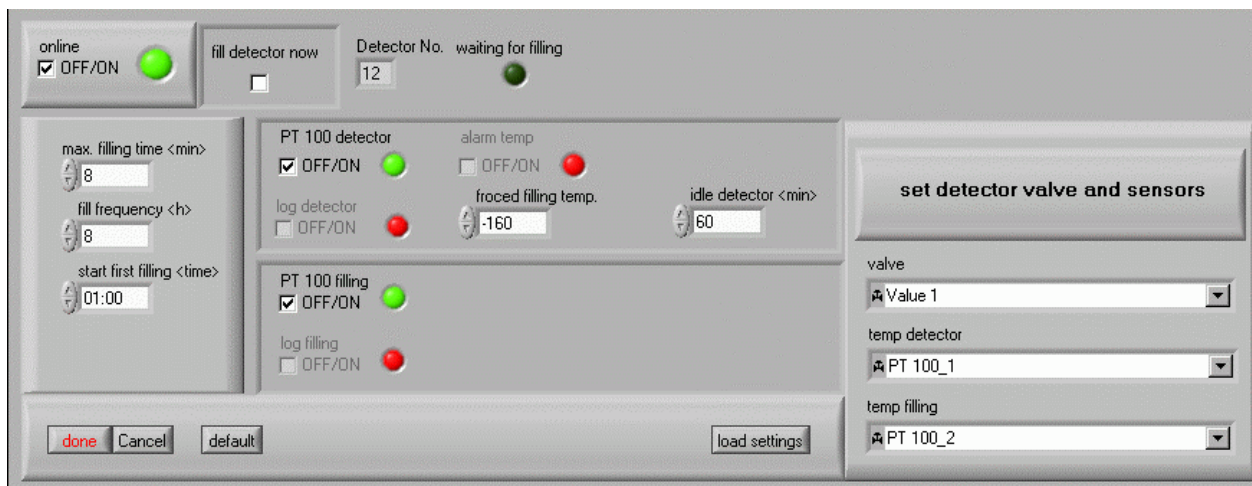 online
OFF/ON
fill detector now
Detector No.
12
waiting for filling
max. filling time <min>
8
fill frequency <h>
8
start first filling <time>
01:00
PT 100 detector
OFF/ON
alarm temp
OFF/ON
log detector
OFF/ON
froced filling temp.
-160
idle detector <min>
60
PT 100 filling
OFF/ON
log filling
OFF/ON
set detector valve and sensors
valve
Value 1
temp detector
PT 100_1
temp filling
PT 100_2
done
Cancel
default
load settings